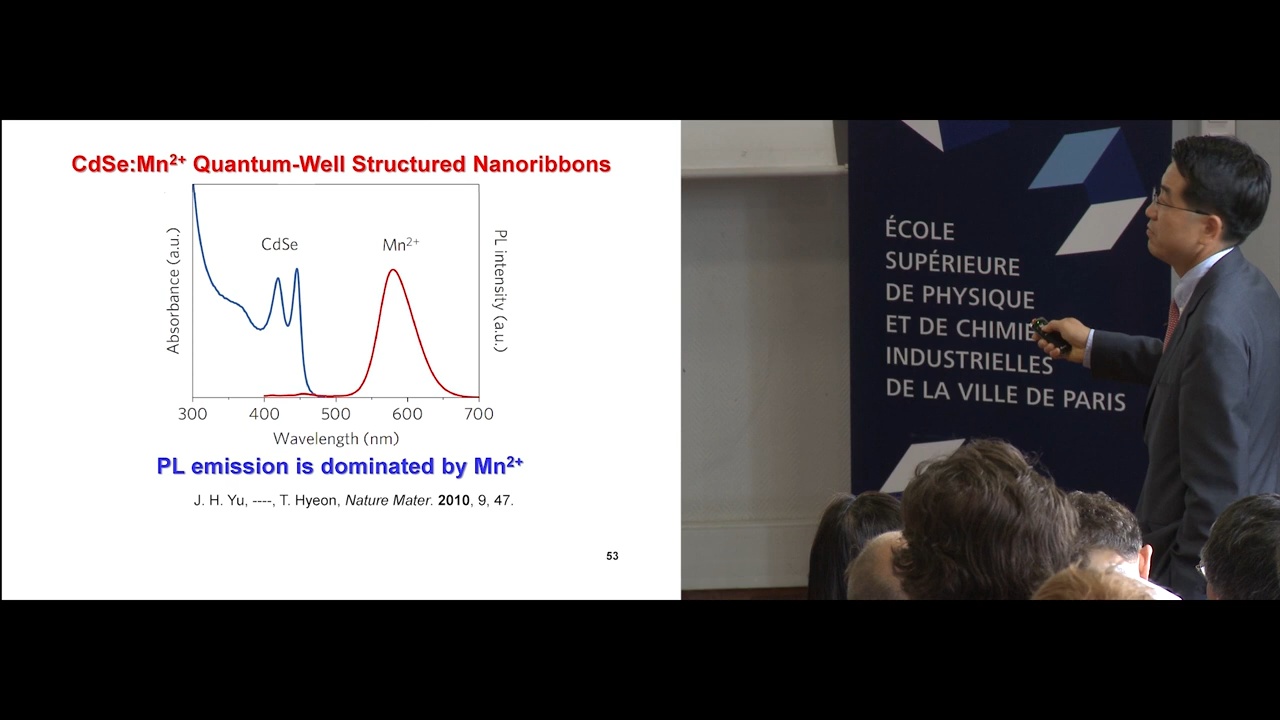 CdSe:Mn²⁺ Quantum-Well Structured Nanoribbons
Absorbance (a.u.)
CdSe
Mn²⁺
PL intensity (a.u.)
300 400 500 600 700
Wavelength (nm)
PL emission is dominated by Mn²⁺
J. H. Yu, ----, T. Hyeon, Nature Mater. 2010, 9, 47.
53
ÉCOLE
SUPÉRIEURE
DE PHYSIQUE
ET DE CHIMIE
INDUSTRIELLES
DE LA VILLE DE PARIS